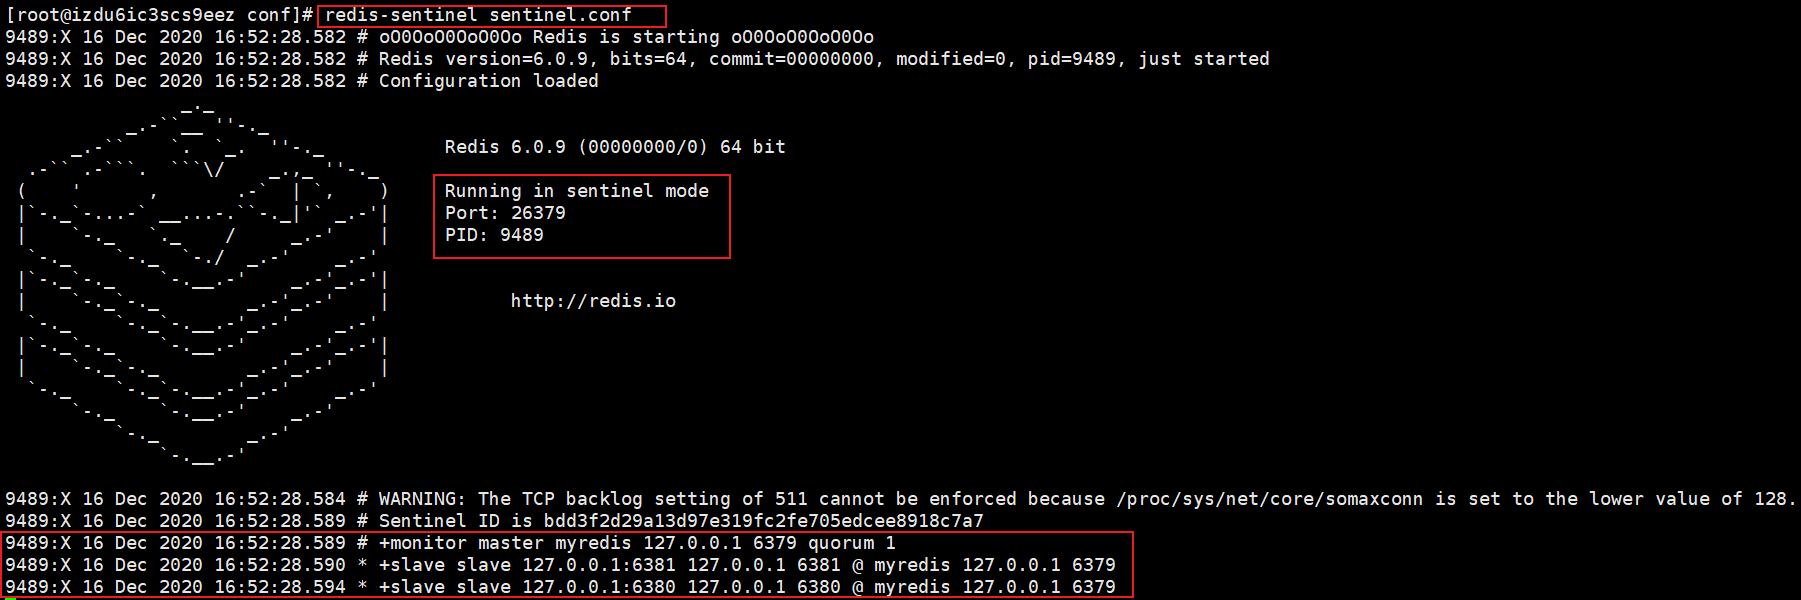 [root@izdu6ic3scs9eez conf]# redis-sentinel sentinel.conf
9489:X 16 Dec 2020 16:52:28.582 # oO0OoO0OoO0Oo Redis is starting oO0OoO0OoO0Oo
9489:X 16 Dec 2020 16:52:28.582 # Redis version=6.0.9, bits=64, commit=00000000, modified=0, pid=9489, just started
9489:X 16 Dec 2020 16:52:28.582 # Configuration loaded
Redis 6.0.9 (00000000/0) 64 bit
Running in sentinel mode
Port: 26379
PID: 9489
http://redis.io
9489:X 16 Dec 2020 16:52:28.584 # WARNING: The TCP backlog setting of 511 cannot be enforced because /proc/sys/net/core/somaxconn is set to the lower value of 128.
9489:X 16 Dec 2020 16:52:28.589 # Sentinel ID is bdd3f2d29a13d97e319fc2fe705edcee8918c7a7
9489:X 16 Dec 2020 16:52:28.589 # +monitor master myredis 127.0.0.1 6379 quorum 1
9489:X 16 Dec 2020 16:52:28.590 * +slave slave 127.0.0.1:6381 127.0.0.1 6381 @ myredis 127.0.0.1 6379
9489:X 16 Dec 2020 16:52:28.594 * +slave slave 127.0.0.1:6380 127.0.0.1 6380 @ myredis 127.0.0.1 6379